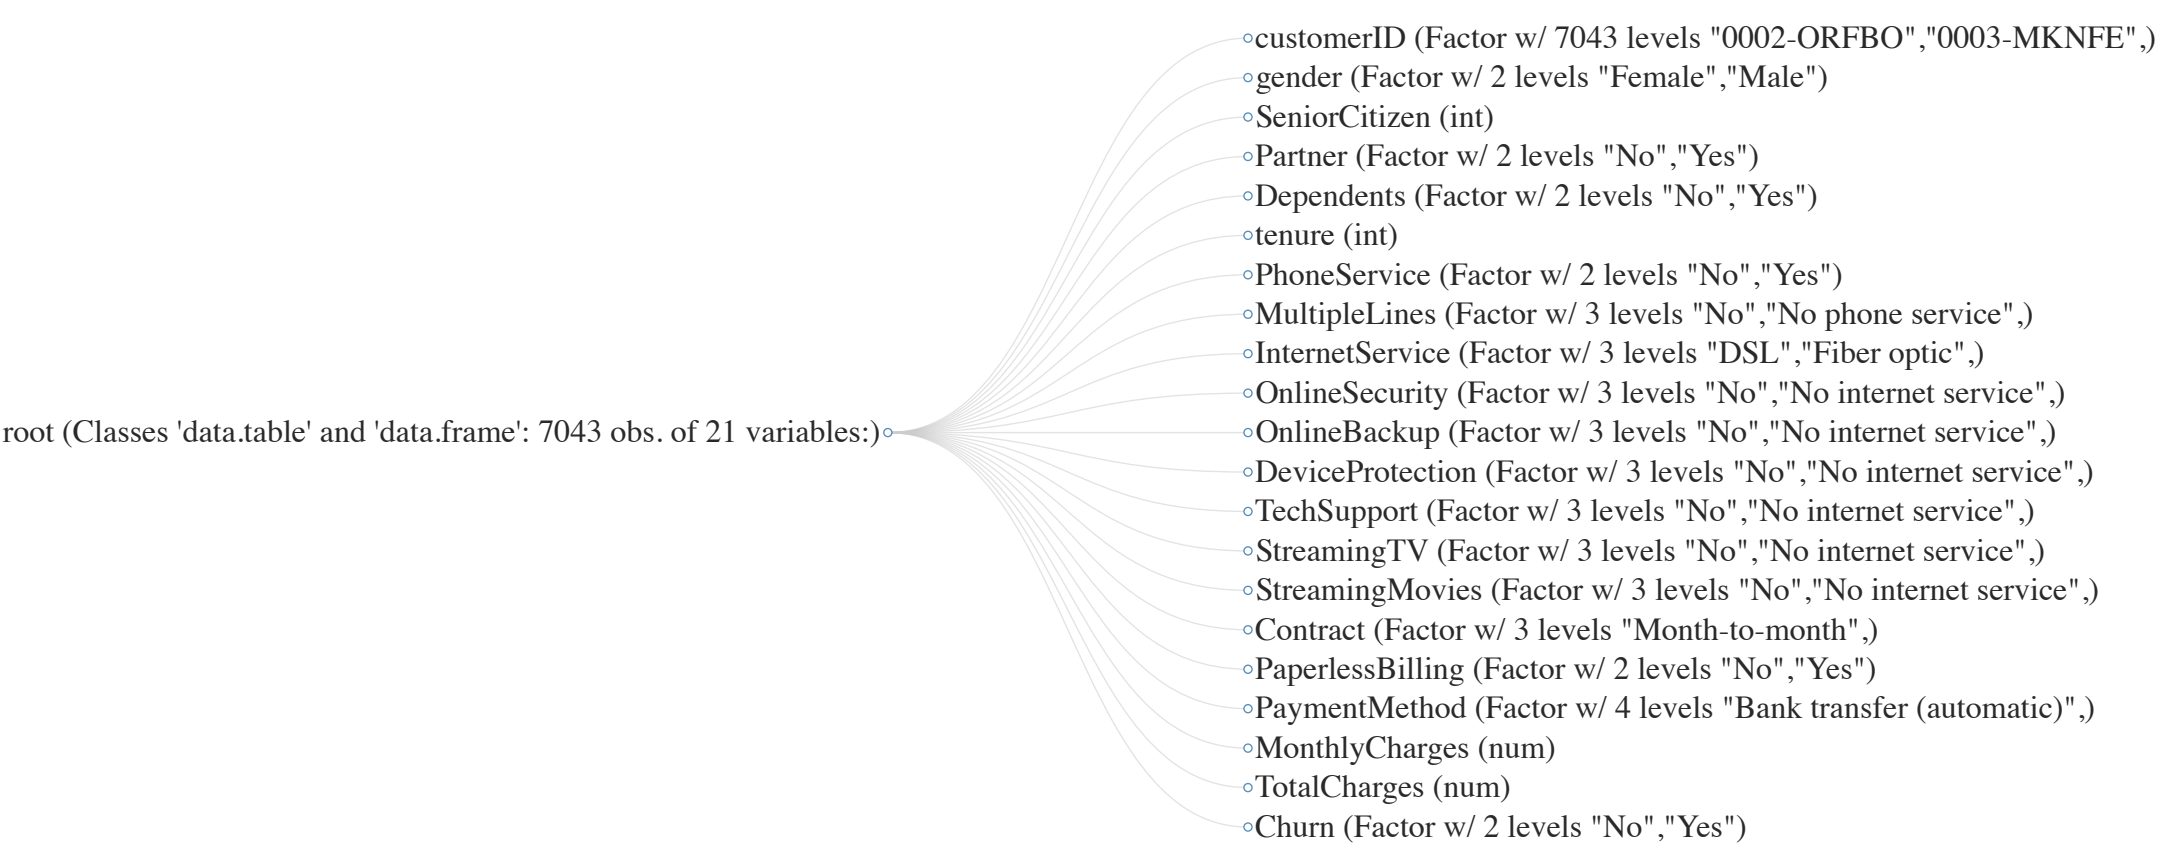 root (Classes 'data.table' and 'data.frame': 7043 obs. of 21 variables:)
customerID (Factor w/ 7043 levels "0002-ORFBO","0003-MKNFE",)
gender (Factor w/ 2 levels "Female","Male")
SeniorCitizen (int)
Partner (Factor w/ 2 levels "No","Yes")
Dependents (Factor w/ 2 levels "No","Yes")
tenure (int)
PhoneService (Factor w/ 2 levels "No","Yes")
MultipleLines (Factor w/ 3 levels "No","No phone service",)
InternetService (Factor w/ 3 levels "DSL","Fiber optic",)
OnlineSecurity (Factor w/ 3 levels "No","No internet service",)
OnlineBackup (Factor w/ 3 levels "No","No internet service",)
DeviceProtection (Factor w/ 3 levels "No","No internet service",)
TechSupport (Factor w/ 3 levels "No","No internet service",)
StreamingTV (Factor w/ 3 levels "No","No internet service",)
StreamingMovies (Factor w/ 3 levels "No","No internet service",)
Contract (Factor w/ 3 levels "Month-to-month",)
PaperlessBilling (Factor w/ 2 levels "No","Yes")
PaymentMethod (Factor w/ 4 levels "Bank transfer (automatic)",)
MonthlyCharges (num)
TotalCharges (num)
Churn (Factor w/ 2 levels "No","Yes")